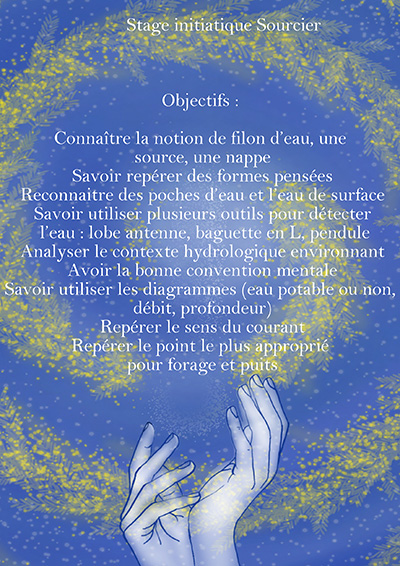 Stage initiatique Sourcier
Objectifs :
Connaître la notion de filon d'eau, une
source, une nappe
Savoir repérer des formes pensées
Reconnaitre des poches d'eau et l'eau de surface
Savoir utiliser plusieurs outils pour détecter
l'eau : lobe antenne, baguette en L, pendule
Analyser le contexte hydrologique environnant
Avoir la bonne convention mentale
Savoir utiliser les diagrammes (eau potable ou non,
débit, profondeur)
Repérer le sens du courant
Repérer le point le plus approprié
pour forage et puits